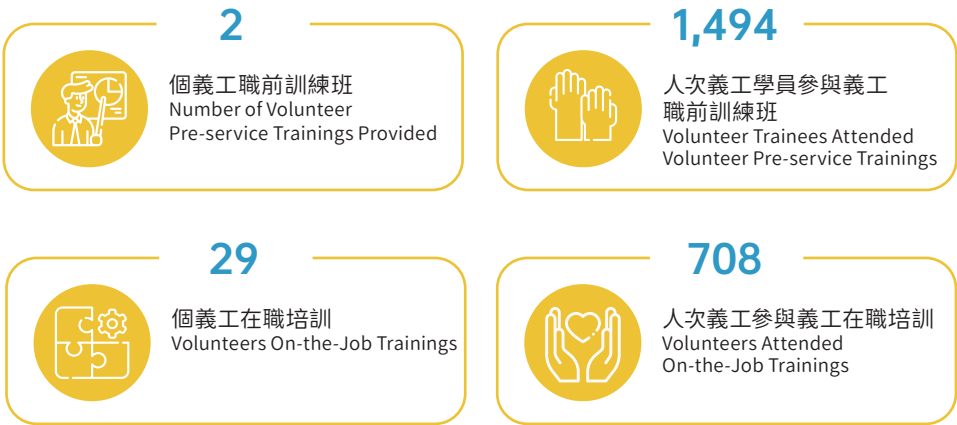 2
個義工職前訓練班
Number of Volunteer
Pre-service Trainings Provided
1,494
人次義工學員參與義工
職前訓練班
Volunteer Trainees Attended
Volunteer Pre-service Trainings
29
個義工在職培訓
Volunteers On-the-Job Trainings
708
人次義工參與義工在職培訓
Volunteers Attended
On-the-Job Trainings